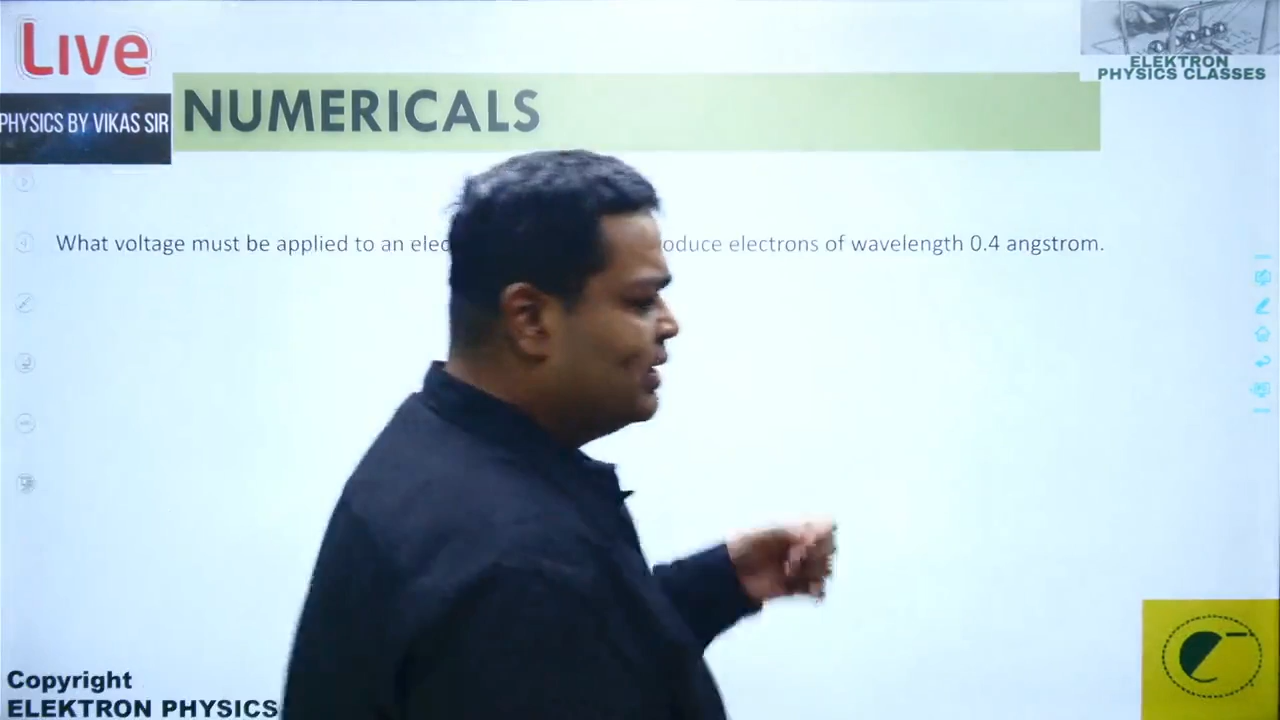 Live
ELEKTRON
PHYSICS CLASSES
PHYSICS BY VIKAS SIR
NUMERICALS
What voltage must be applied to an elec oduce electrons of wavelength 0.4 angstrom.
Copyright
ELEKTRON PHYSICS